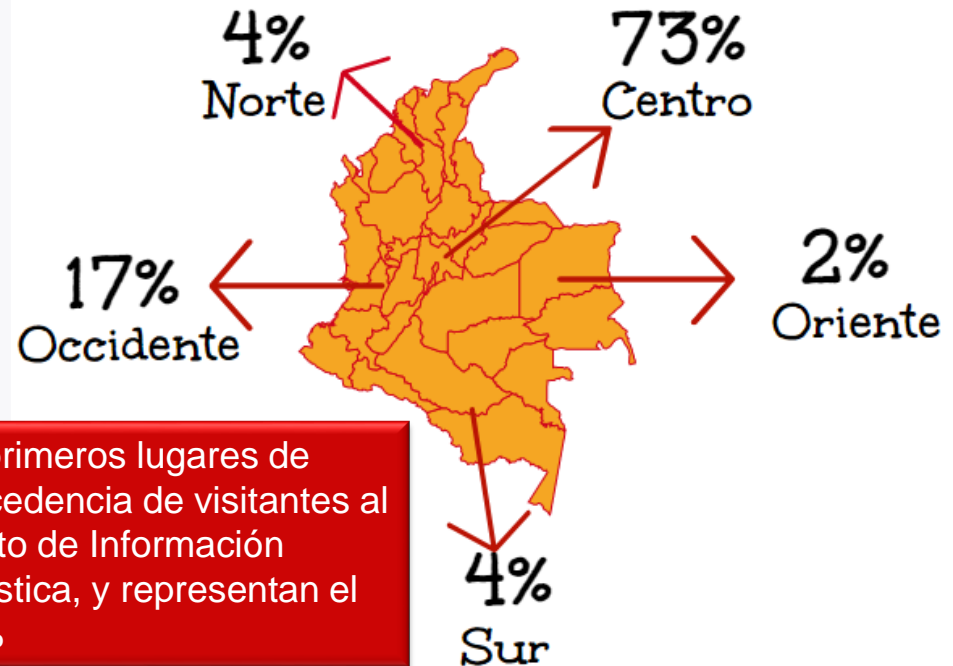 4%
Norte
73%
Centro
17%
Occidente
2%
Oriente
primeros lugares de
cedencia de visitantes al
to de Información
stica, y representan el
4%
Sur